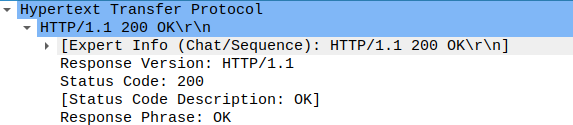 Hypertext Transfer Protocol
HTTP/1.1 200 OK\r\n
[Expert Info (Chat/Sequence): HTTP/1.1 200 OK\r\n]
Response Version: HTTP/1.1
Status Code: 200
[Status Code Description: OK]
Response Phrase: OK